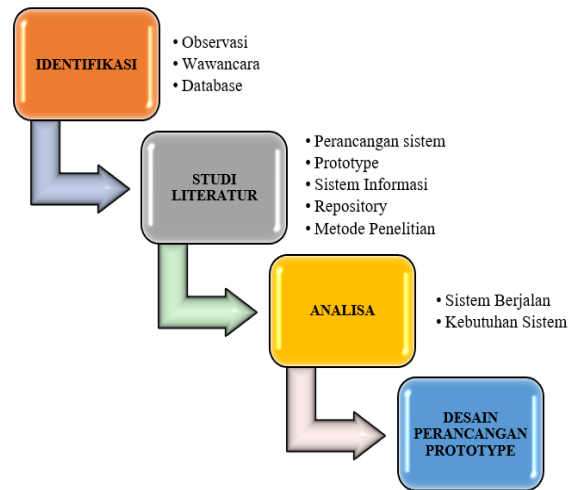 IDENTIFIKASI
• Observasi
• Wawancara
• Database
STUDI
LITERATUR
• Perancangan sistem
• Prototype
• Sistem Informasi
• Repository
• Metode Penelitian
ANALISA
• Sistem Berjalan
• Kebutuhan Sistem
DESAIN
PERANCANGAN
PROTOTYPE